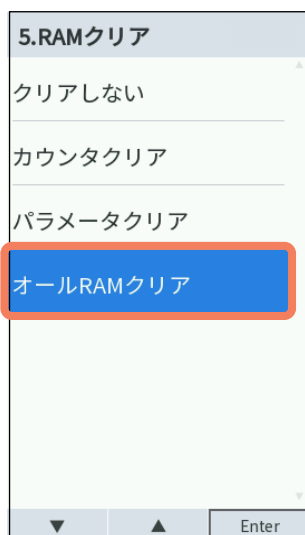 5.RAMクリア
クリアしない
カウンタクリア
パラメータクリア
オールRAMクリア
▼ ▲ Enter